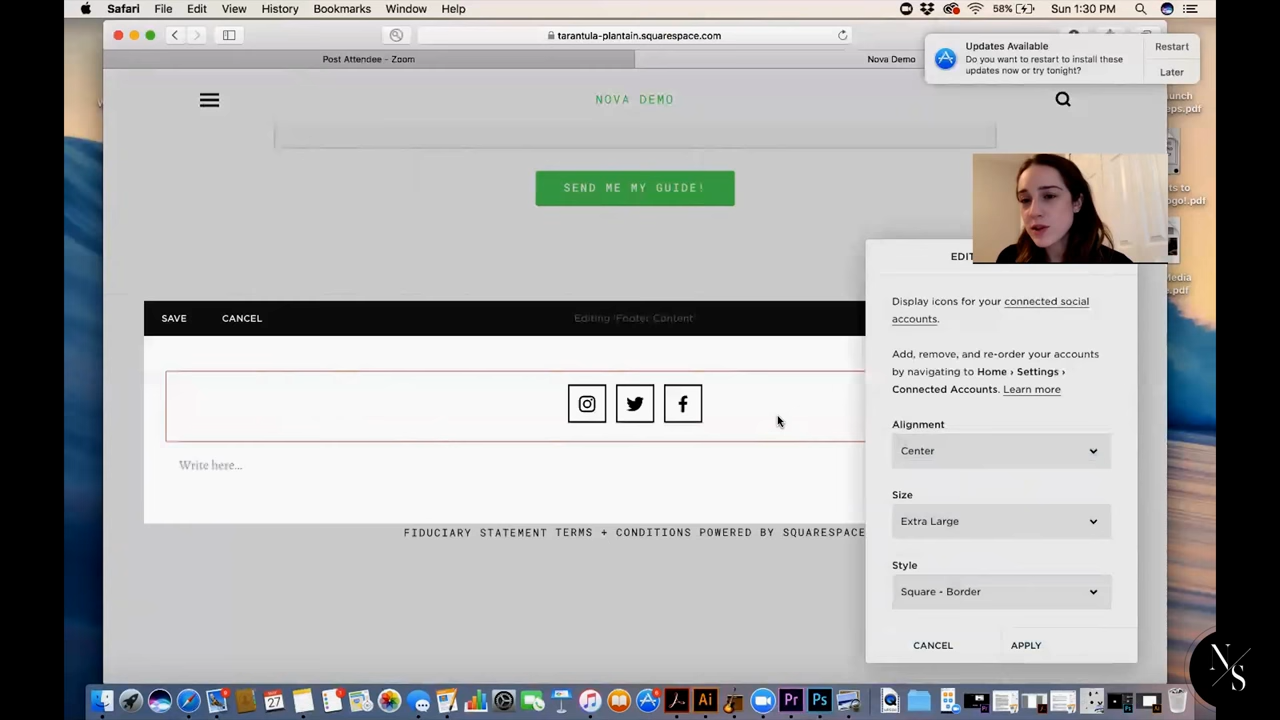 Safari File Edit View History Bookmarks Window Help
58%
Sun 1:30 PM
tarantula-plantain.squarespace.com
Post Attendee - Zoom
Nova Demo
Updates Available
Do you want to restart to install these
updates now or try tonight?
Restart
Later
NOVA DEMO
SEND ME MY GUIDE!
SAVE
CANCEL
Editing 'Footer Content'
Write here...
FIDUCIARY STATEMENT TERMS + CONDITIONS POWERED BY SQUARESPACE
Display icons for your connected social
accounts.
Add, remove, and re-order your accounts
by navigating to Home › Settings ›
Connected Accounts. Learn more
Alignment
Center
Size
Extra Large
Style
Square - Border
CANCEL
APPLY
27
Ai
Pr
Ps
N/S